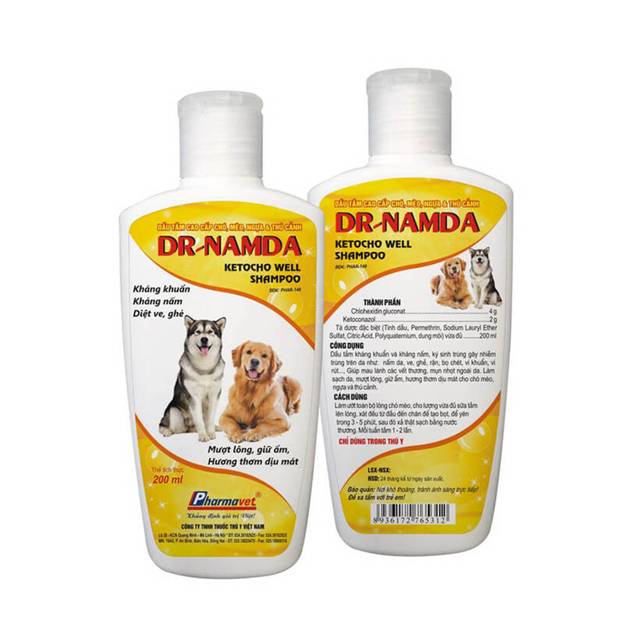 DẦU TẮM CAO CẤP CHÓ, MÈO, NGỰA & THÚ CẢNH
DR-NAMDA
KETOCHO WELL
SHAMPOO
SĐK: PHAR-148
Kháng khuẩn
Kháng nấm
Diệt ve, ghẻ
Mượt lông, giữ ẩm,
Hương thơm dịu mát
Thể tích thực
200 ml
Pharmavet®
Khẳng định giá trị Việt!
CÔNG TY TNHH THUỐC THÚ Y VIỆT NAM
DẦU TẮM CAO CẤP CHÓ, MÈO, NGỰA & THÚ CẢNH
DR-NAMDA
KETOCHO WELL
SHAMPOO
SĐK: PHAR-148
THÀNH PHẦN
Chlohexidin gluconat 4 g
Ketoconazol 2 g
Tá dược đặc biệt (Tinh dầu, Permethrin, Sodium Lauryl Ether
Sulfat, Citric Acid, Polyquaternium, dung môi) vừa đủ 200 ml
CÔNG DỤNG
Dầu tắm kháng khuẩn và kháng nấm, ký sinh trùng gây nhiễm
trùng trên da như: nấm da, ve, ghẻ, rận, bọ chét, vi khuẩn, vi
rút..., Giúp mau lành các vết thương, mụn nhọt ngoài da. Làm
sạch da, mượt lông, giữ ẩm, hương thơm dịu mát cho chó mèo,
ngựa và thú cảnh.
CÁCH DÙNG
Làm ướt toàn bộ lông chó mèo, cho lượng vừa đủ sữa tắm
lên lông, xát đều từ đầu đến chân để tạo bọt, để yên
trong 3 - 5 phút, sau đó xả thật sạch bằng nước
thường. Mỗi tuần tắm 1 - 2 lần.
CHỈ DÙNG TRONG THÚ Y
LSX-NSX:
HSD: 24 tháng kể từ ngày sản xuất.
Bảo quản: Nơi khô thoáng, tránh ánh sáng trực tiếp!
Để xa tầm với trẻ em!
8 936172 765312